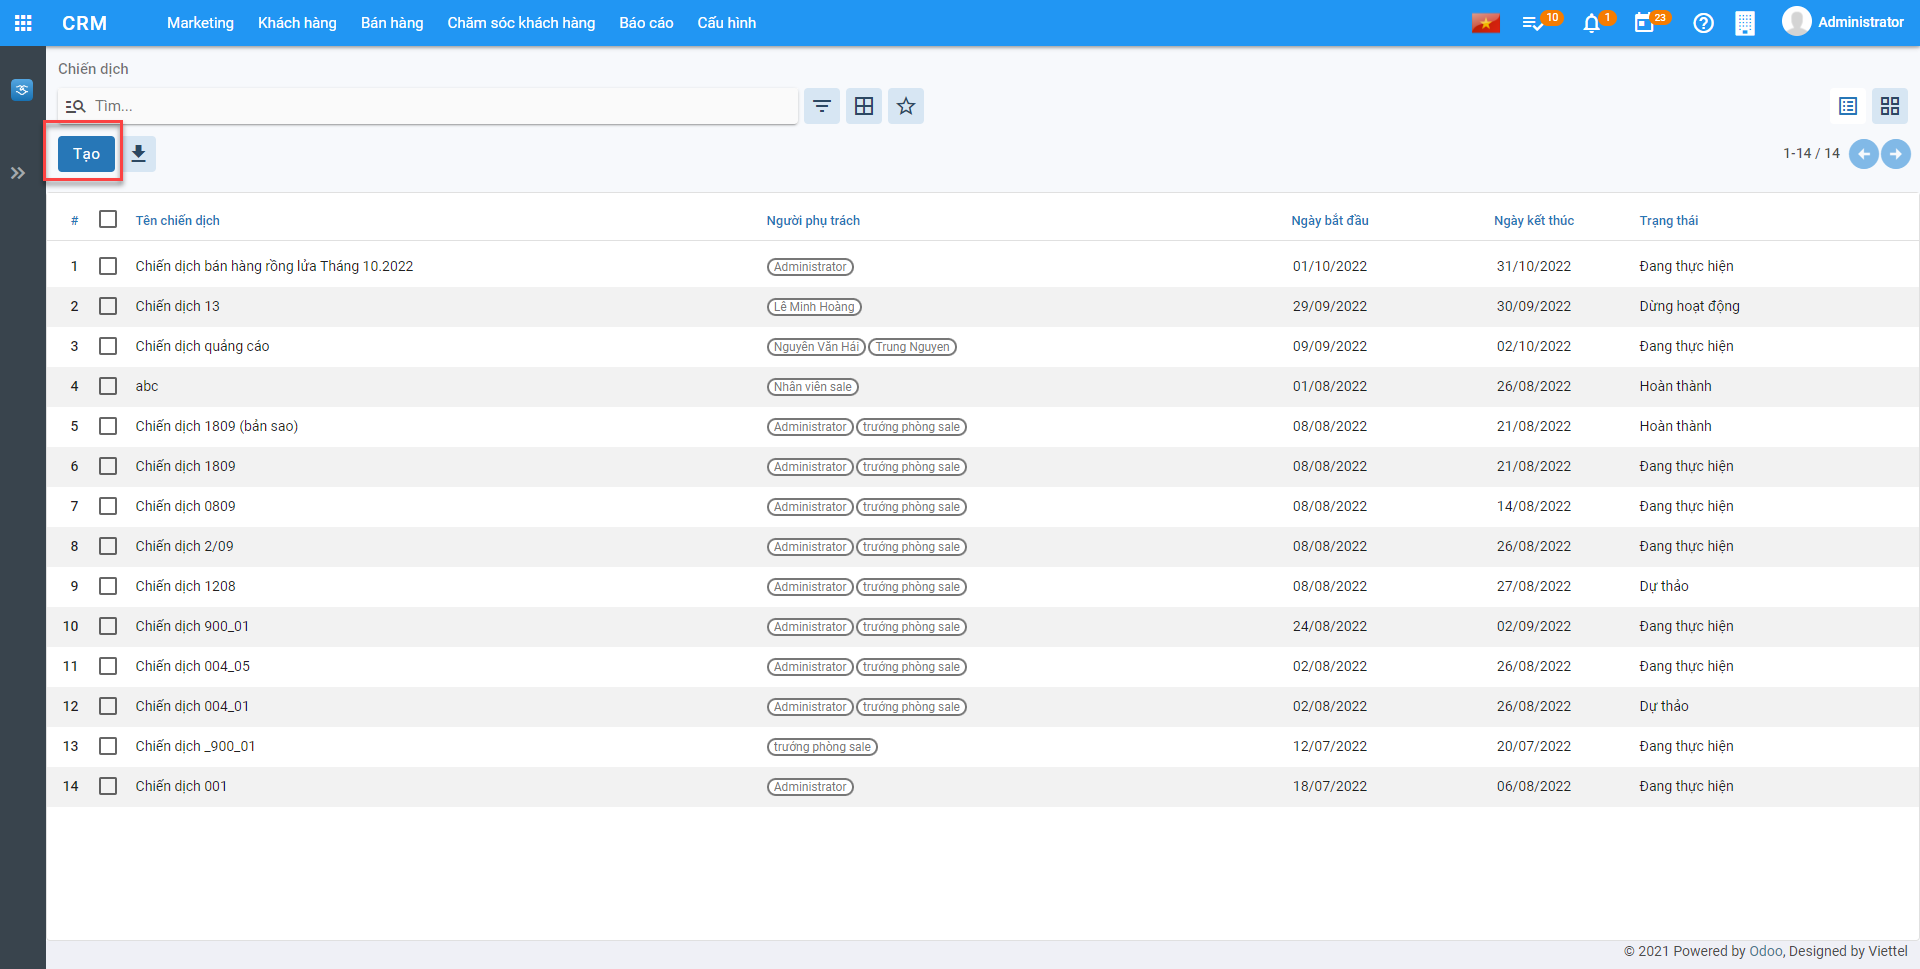 CRM Marketing Khách hàng Bán hàng Chăm sóc khách hàng Báo cáo Cấu hình 10 1 23 Administrator
Chiến dịch
Tìm...
Tạo 1-14 / 14
# Tên chiến dịch Người phụ trách Ngày bắt đầu Ngày kết thúc Trạng thái
1 Chiến dịch bán hàng rồng lửa Tháng 10.2022 Administrator 01/10/2022 31/10/2022 Đang thực hiện
2 Chiến dịch 13 Lê Minh Hoàng 29/09/2022 30/09/2022 Dừng hoạt động
3 Chiến dịch quảng cáo Nguyễn Văn Hải Trung Nguyen 09/09/2022 02/10/2022 Đang thực hiện
4 abc Nhân viên sale 01/08/2022 26/08/2022 Hoàn thành
5 Chiến dịch 1809 (bản sao) Administrator trưởng phòng sale 08/08/2022 21/08/2022 Hoàn thành
6 Chiến dịch 1809 Administrator trưởng phòng sale 08/08/2022 21/08/2022 Đang thực hiện
7 Chiến dịch 0809 Administrator trưởng phòng sale 08/08/2022 14/08/2022 Đang thực hiện
8 Chiến dịch 2/09 Administrator trưởng phòng sale 08/08/2022 26/08/2022 Đang thực hiện
9 Chiến dịch 1208 Administrator trưởng phòng sale 08/08/2022 27/08/2022 Dự thảo
10 Chiến dịch 900_01 Administrator trưởng phòng sale 24/08/2022 02/09/2022 Đang thực hiện
11 Chiến dịch 004_05 Administrator trưởng phòng sale 02/08/2022 26/08/2022 Đang thực hiện
12 Chiến dịch 004_01 Administrator trưởng phòng sale 02/08/2022 26/08/2022 Dự thảo
13 Chiến dịch _900_01 trưởng phòng sale 12/07/2022 20/07/2022 Đang thực hiện
14 Chiến dịch 001 Administrator 18/07/2022 06/08/2022 Đang thực hiện
© 2021 Powered by Odoo, Designed by Viettel